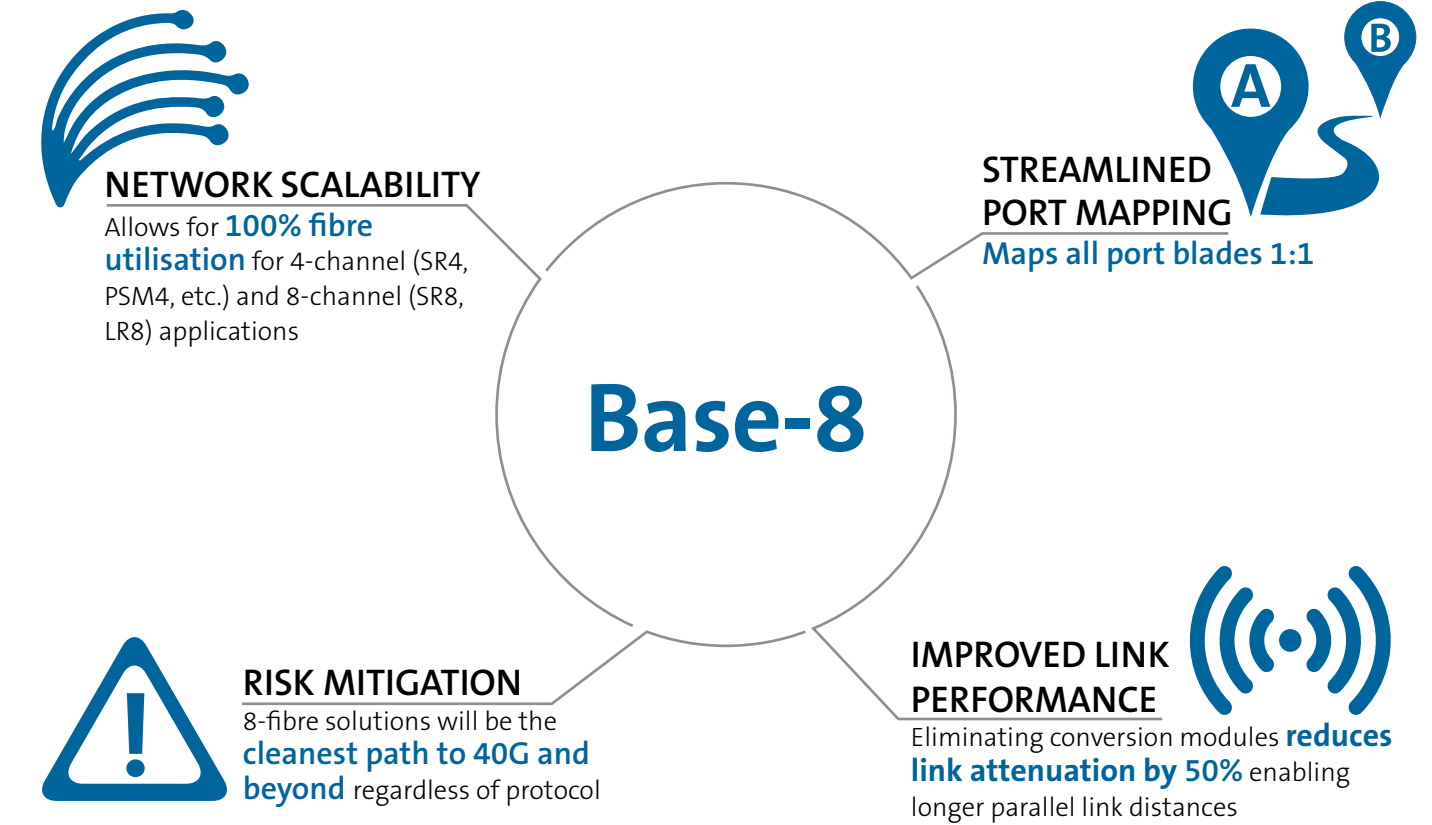 NETWORK SCALABILITY
Allows for 100% fibre
utilisation for 4-channel (SR4,
PSM4, etc.) and 8-channel (SR8,
LR8) applications
A
B
STREAMLINED
PORT MAPPING
Maps all port blades 1:1
Base-8
RISK MITIGATION
8-fibre solutions will be the
cleanest path to 40G and
beyond regardless of protocol
IMPROVED LINK
PERFORMANCE
Eliminating conversion modules reduces
link attenuation by 50% enabling
longer parallel link distances